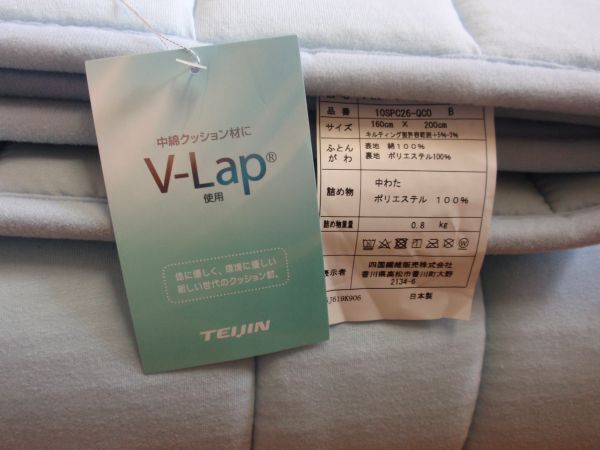 中綿クッション材に
V-Lap®
使用
体に優しく、環境に優しい
新しい世代のクッション材。
TEIJIN
品番 10SPC26-QCO B
サイズ 160cm × 200cm
キルティング製許容範囲+5%-3%
ふとんがわ 表地 綿 100%
裏地 ポリエステル100%
詰め物 中わた
ポリエステル 100%
詰め物重量 0.8 kg
表示者 四国繊維販売株式会社
香川県高松市香川町大野
2134-6
J61BK906 日本製